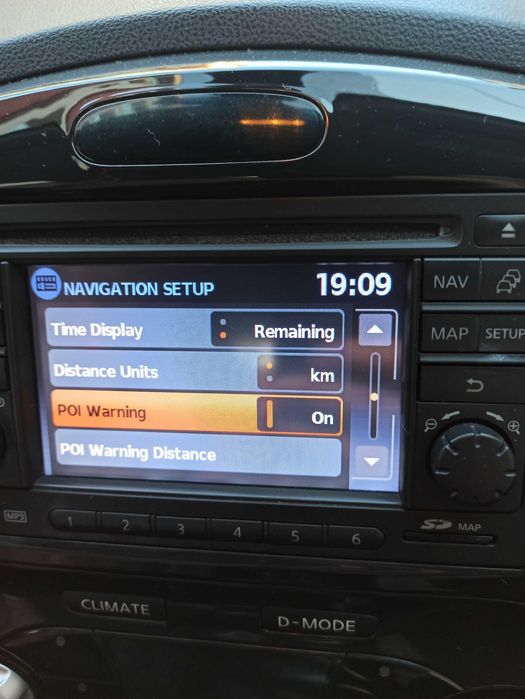 NAVIGATION SETUP
19:09
Time Display
Remaining
Distance Units
km
POI Warning
On
POI Warning Distance
NAV
MAP
SETUP
MP3
1
2
3
4
5
6
SD MAP
CLIMATE
D-MODE